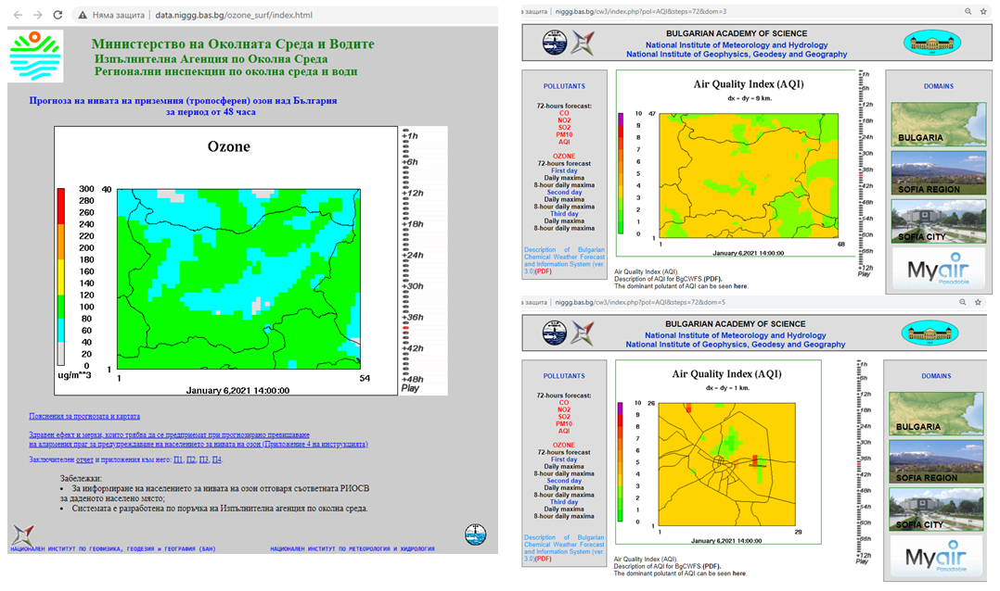 Няма защита | data.niggg.bas.bg/ozone_surf/index.html
Министерство на Околната Среда и Водите
Изпълнителна Агенция по Околна Среда
Регионални инспекции по околна среда и води
Прогноза на нивата на приземния (тропосферен) озон над България
за период от 48 часа
Ozone
300
280
260
240
220
200
180
160
140
120
100
80
60
40
20
0
ug/m**3
40
1
1
54
January 6,2021 14:00:00
+1h
+6h
+12h
+18h
+24h
+30h
+36h
+42h
+48h
Play
Пояснения за прогнозата и картата
Здравен ефект и мерки, които трябва да се предприемат при прогнозирано превишаване
на алармения праг за предупреждаване на населението за нивата на озон (Приложение 4 на инструкцията)
Заключителен отчет и приложения към него: П1, П2, П3, П4.
Забележки:
• За информиране на населението за нивата на озон отговаря съответната РИОСВ
за даденото населено място;
• Системата е разработена по поръчка на Изпълнителна агенция по околна среда.
НАЦИОНАЛЕН ИНСТИТУТ ПО ГЕОФИЗИКА, ГЕОДЕЗИЯ и ГЕОГРАФИЯ (БАН)
НАЦИОНАЛЕН ИНСТИТУТ ПО МЕТЕОРОЛОГИЯ И ХИДРОЛОГИЯ
а защита | niggg.bas.bg/cw3/index.php?pol=AQI&steps=72&dom=3
BULGARIAN ACADEMY OF SCIENCE
National Institute of Meteorology and Hydrology
National Institute of Geophysics, Geodesy and Geography
POLLUTANTS
72-hours forecast:
CO
NO2
SO2
PM10
AQI
OZONE
72-hours forecast
First day
Daily maxima
8-hour daily maxima
Second day
Daily maxima
8-hour daily maxima
Third day
Daily maxima
8-hour daily maxima
Description of Bulgarian
Chemical Weather Forecast
and Information System (ver.
3.0)(PDF)
Air Quality Index (AQI)
dx = dy = 9 km.
10
9
8
7
6
5
4
3
2
1
0
47
1
1
68
January 6,2021 14:00:00
Air Quality Index (AQI).
Description of AQI for BgCWFS (PDF).
The dominant polutant of AQI can be seen here.
+1h
+6h
+12h
+18h
+24h
+30h
+36h
+42h
+48h
+54h
+60h
+66h
Play
DOMAINS
BULGARIA
SOFIA REGION
SOFIA CITY
Myair
а защита | niggg.bas.bg/cw3/index.php?pol=AQI&steps=72&dom=5
BULGARIAN ACADEMY OF SCIENCE
National Institute of Meteorology and Hydrology
National Institute of Geophysics, Geodesy and Geography
POLLUTANTS
72-hours forecast:
CO
NO2
SO2
PM10
AQI
OZONE
72-hours forecast
First day
Daily maxima
8-hour daily maxima
Second day
Daily maxima
8-hour daily maxima
Third day
Daily maxima
8-hour daily maxima
Description of Bulgarian
Chemical Weather Forecast
and Information System (ver.
3.0)(PDF)
Air Quality Index (AQI)
dx = dy = 1 km.
10
9
8
7
6
5
4
3
2
1
0
26
1
1
29
January 6,2021 14:00:00
Air Quality Index (AQI).
Description of AQI for BgCWFS (PDF).
The dominant polutant of AQI can be seen here.
+1h
+6h
+12h
+18h
+24h
+30h
+36h
+42h
+48h
+54h
+60h
+66h
Play
DOMAINS
BULGARIA
SOFIA REGION
SOFIA CITY
Myair